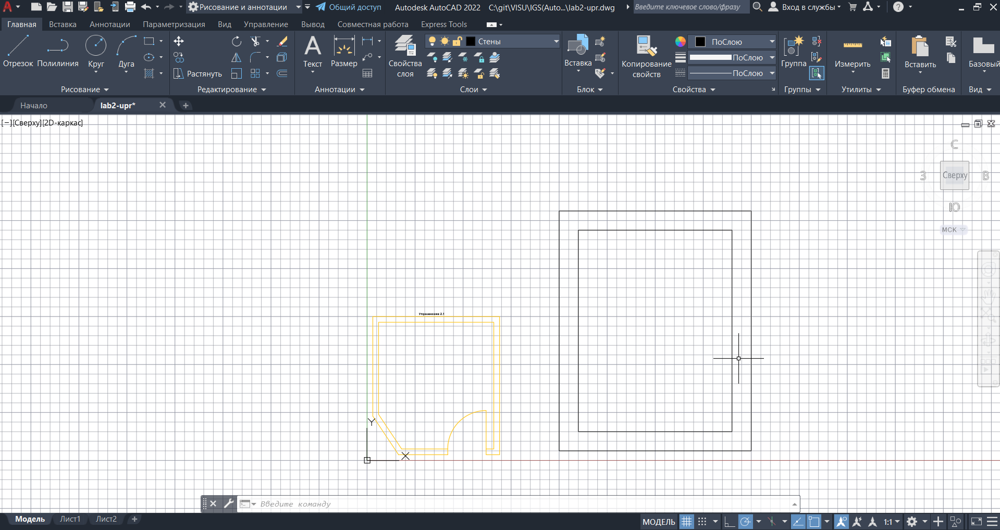 Рисование и аннотации
Общий доступ
Autodesk AutoCAD 2022 C:\git\VISU\IGS(Auto...\lab2-upr.dwg
Введите ключевое слово/фразу
Вход в службы
Главная Вставка Аннотации Параметризация Вид Управление Вывод Совместная работа Express Tools
Отрезок Полилиния Круг Дуга
Растянуть
Текст Размер
Свойства слоя
Стены
Вставка
Копирование свойств
ПоСлою
ПоСлою
ПоСлою
Группа
Измерить
Вставить
Базовый
Рисование Редактирование Аннотации Слои Блок Свойства Группы Утилиты Буфер обмена Вид
Начало lab2-upr*
[−][Сверху][2D-каркас]
С
З Сверху В
Ю
МСК
Упражнение 2.1
Y
X
Введите команду
Модель Лист1 Лист2
МОДЕЛЬ 1:1